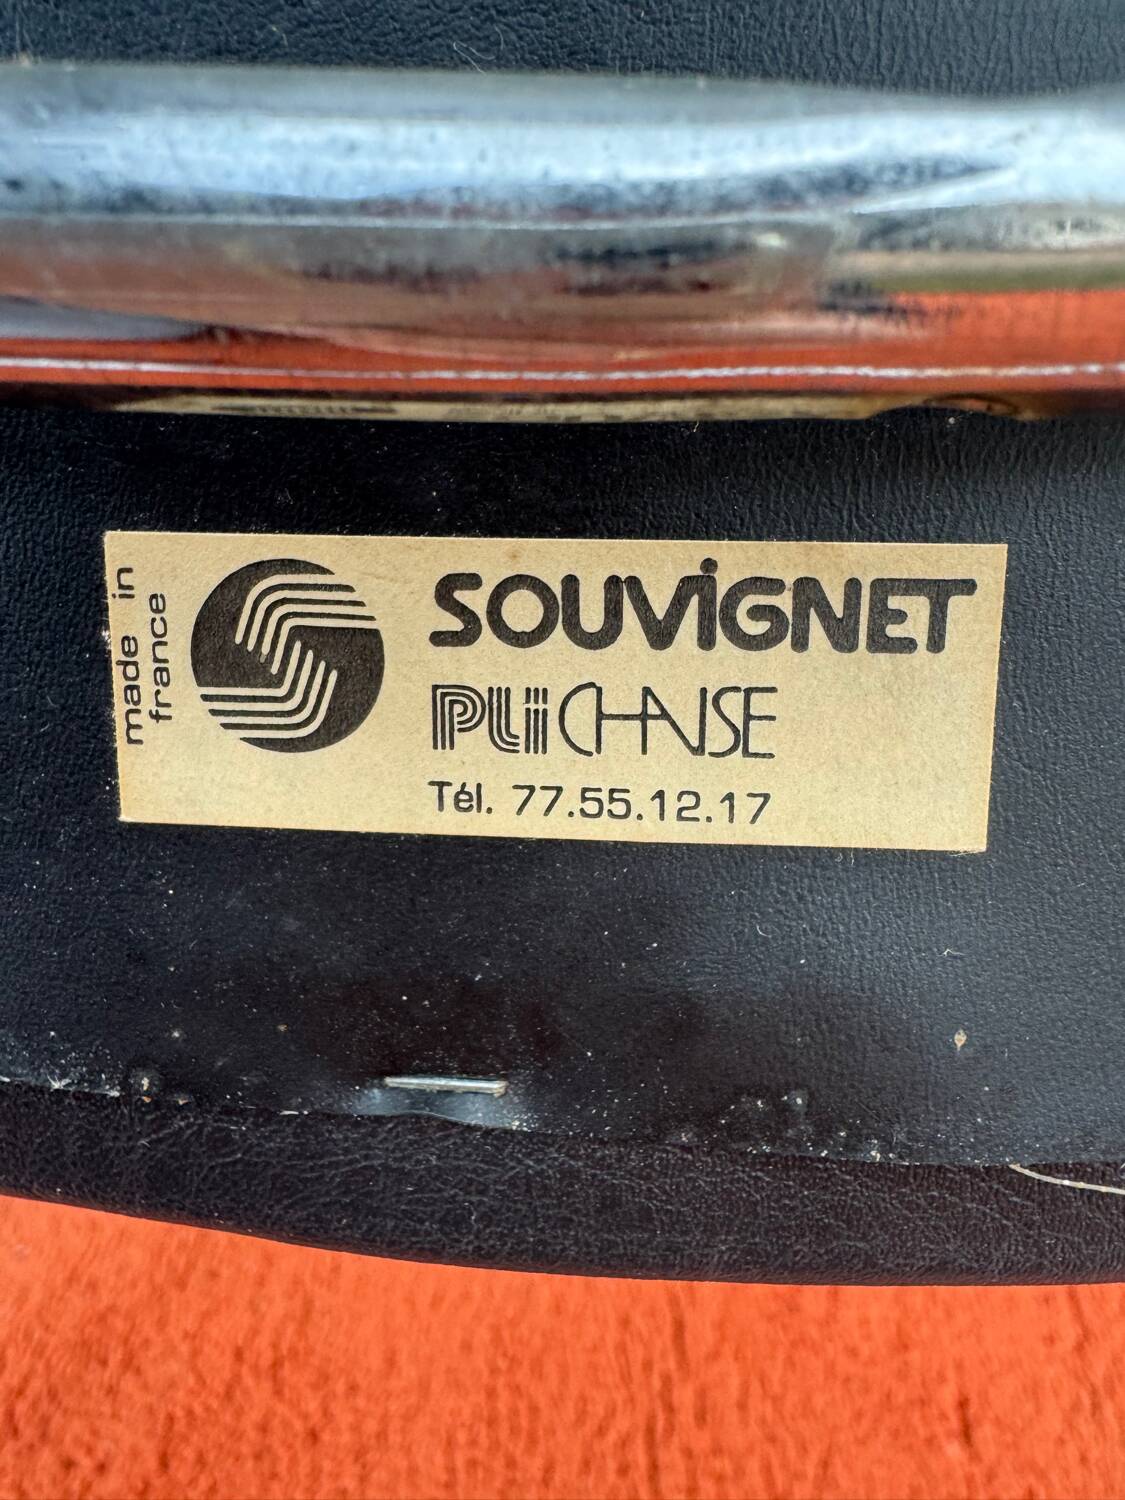 made in
france
SOUViGNET
PLiCHAISE
Tél. 77.55.12.17